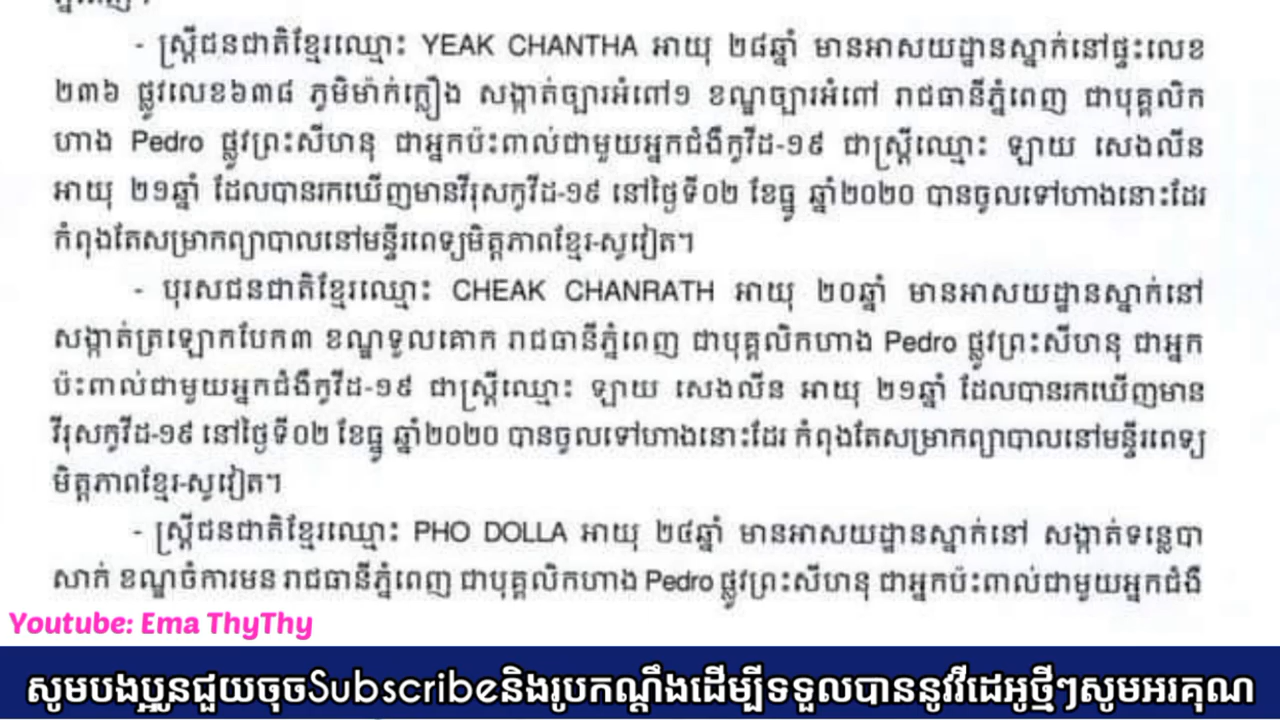 - ស្ត្រីជនជាតិខ្មែរឈ្មោះ YEAK CHANTHA អាយុ ២៨ឆ្នាំ មានអាសយដ្ឋានស្នាក់នៅផ្ទះលេខ
២៣៦ ផ្លូវលេខ៦៣៨ ភូមិម៉ាក់ក្លឿង សង្កាត់ច្បារអំពៅ១ ខណ្ឌច្បារអំពៅ រាជធានីភ្នំពេញ ជាបុគ្គលិក
ហាង Pedro ផ្លូវព្រះសីហនុ ជាអ្នកប៉ះពាល់ជាមួយអ្នកជំងឺកូវីដ-១៩ ជាស្ត្រីឈ្មោះ ឡាយ សេងលីន
អាយុ ២១ឆ្នាំ ដែលបានរកឃើញមានវីរុសកូវីដ-១៩ នៅថ្ងៃទី០២ ខែធ្នូ ឆ្នាំ២០២០ បានចូលទៅហាងនោះដែរ
កំពុងតែសម្រាកព្យាបាលនៅមន្ទីរពេទ្យមិត្តភាពខ្មែរ-សូវៀត។
- បុរសជនជាតិខ្មែរឈ្មោះ CHEAK CHANRATH អាយុ ២០ឆ្នាំ មានអាសយដ្ឋានស្នាក់នៅ
សង្កាត់ត្រឡោកបែក៣ ខណ្ឌទួលគោក រាជធានីភ្នំពេញ ជាបុគ្គលិកហាង Pedro ផ្លូវព្រះសីហនុ ជាអ្នក
ប៉ះពាល់ជាមួយអ្នកជំងឺកូវីដ-១៩ ជាស្ត្រីឈ្មោះ ឡាយ សេងលីន អាយុ ២១ឆ្នាំ ដែលបានរកឃើញមាន
វីរុសកូវីដ-១៩ នៅថ្ងៃទី០២ ខែធ្នូ ឆ្នាំ២០២០ បានចូលទៅហាងនោះដែរ កំពុងតែសម្រាកព្យាបាលនៅមន្ទីរពេទ្យ
មិត្តភាពខ្មែរ-សូវៀត។
- ស្ត្រីជនជាតិខ្មែរឈ្មោះ PHO DOLLA អាយុ ២៤ឆ្នាំ មានអាសយដ្ឋានស្នាក់នៅ សង្កាត់ទន្លេបា
សាក់ ខណ្ឌចំការមន រាជធានីភ្នំពេញ ជាបុគ្គលិកហាង Pedro ផ្លូវព្រះសីហនុ ជាអ្នកប៉ះពាល់ជាមួយអ្នកជំងឺ
Youtube: Ema ThyThy
សូមបងប្អូនជួយចុចSubscribeនិងរូបកណ្ដឹងដើម្បីទទួលបាននូវវីដេអូថ្មីៗសូមអរគុណ